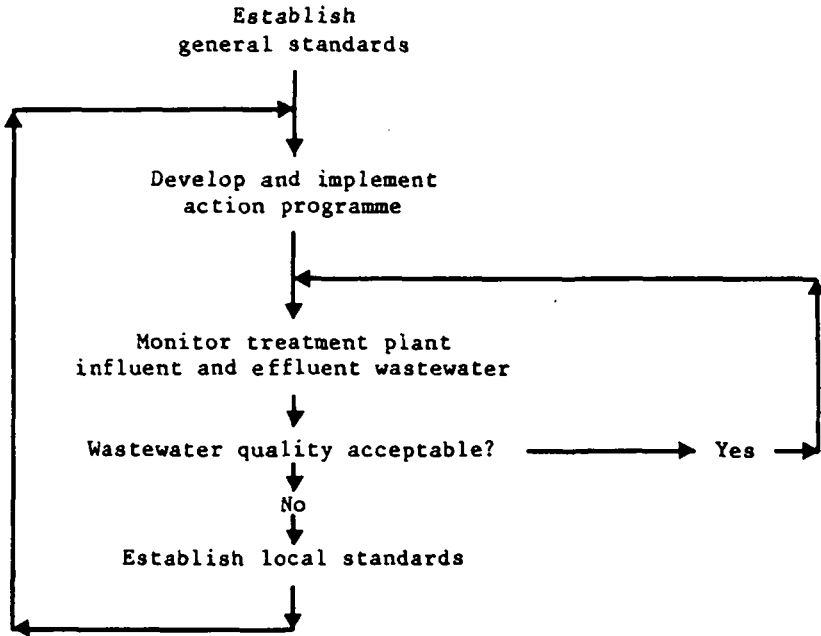 Establish
general standards
Develop and implement
action programme
Monitor treatment plant
influent and effluent wastewater
Wastewater quality acceptable?
Yes
No
Establish local standards